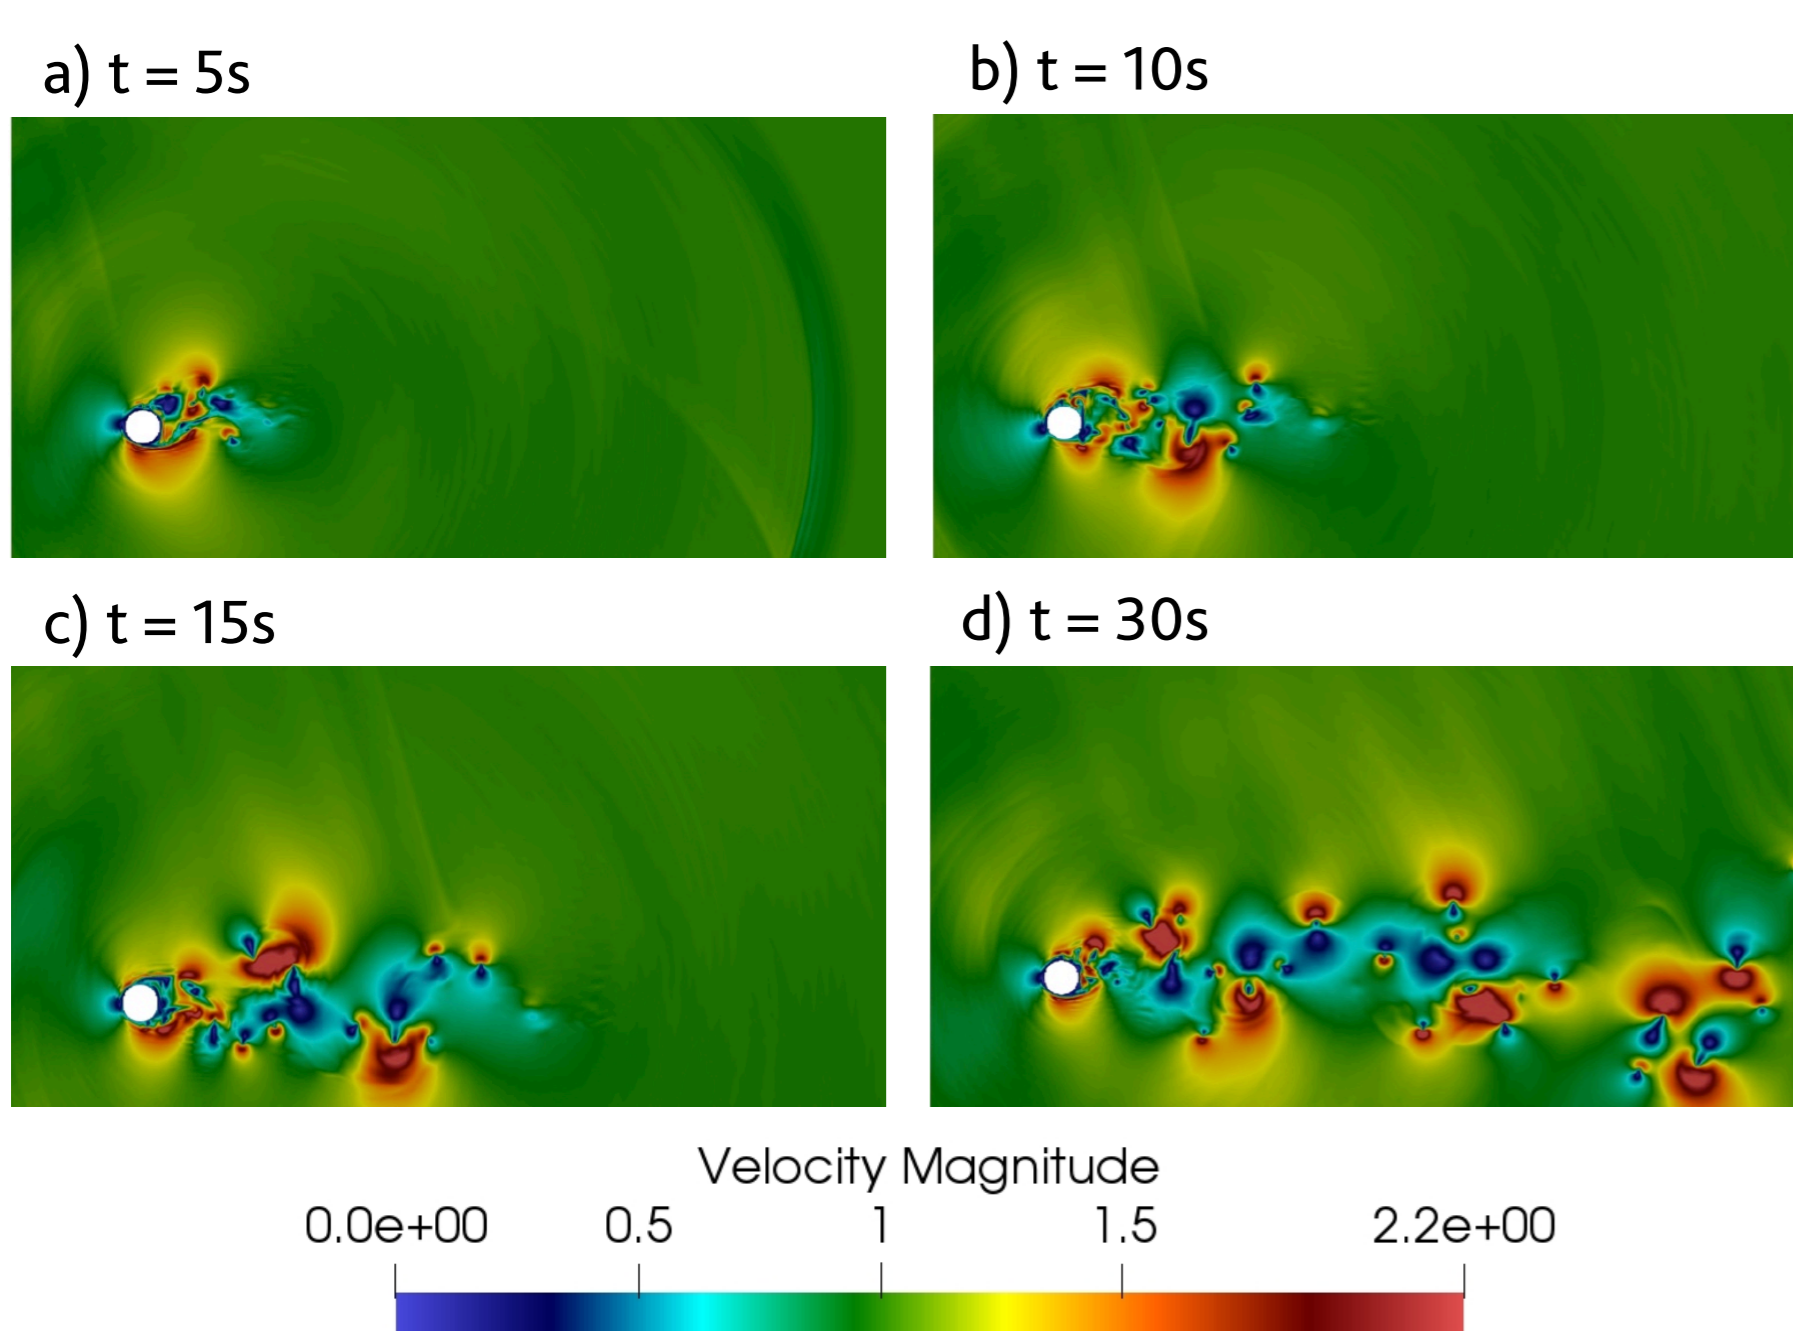 a) t = 5s
b) t = 10s
c) t = 15s
d) t = 30s
Velocity Magnitude
0.0e+00 0.5 1 1.5 2.2e+00